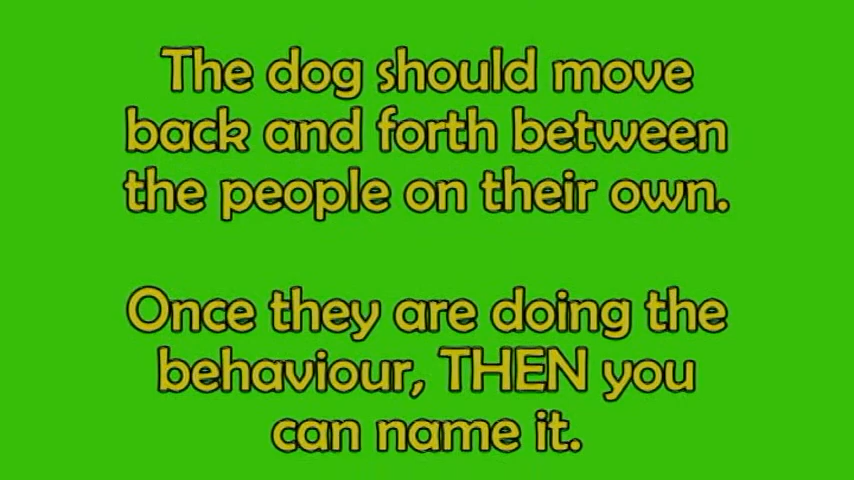 The dog should move
back and forth between
the people on their own.
Once they are doing the
behaviour, THEN you
can name it.